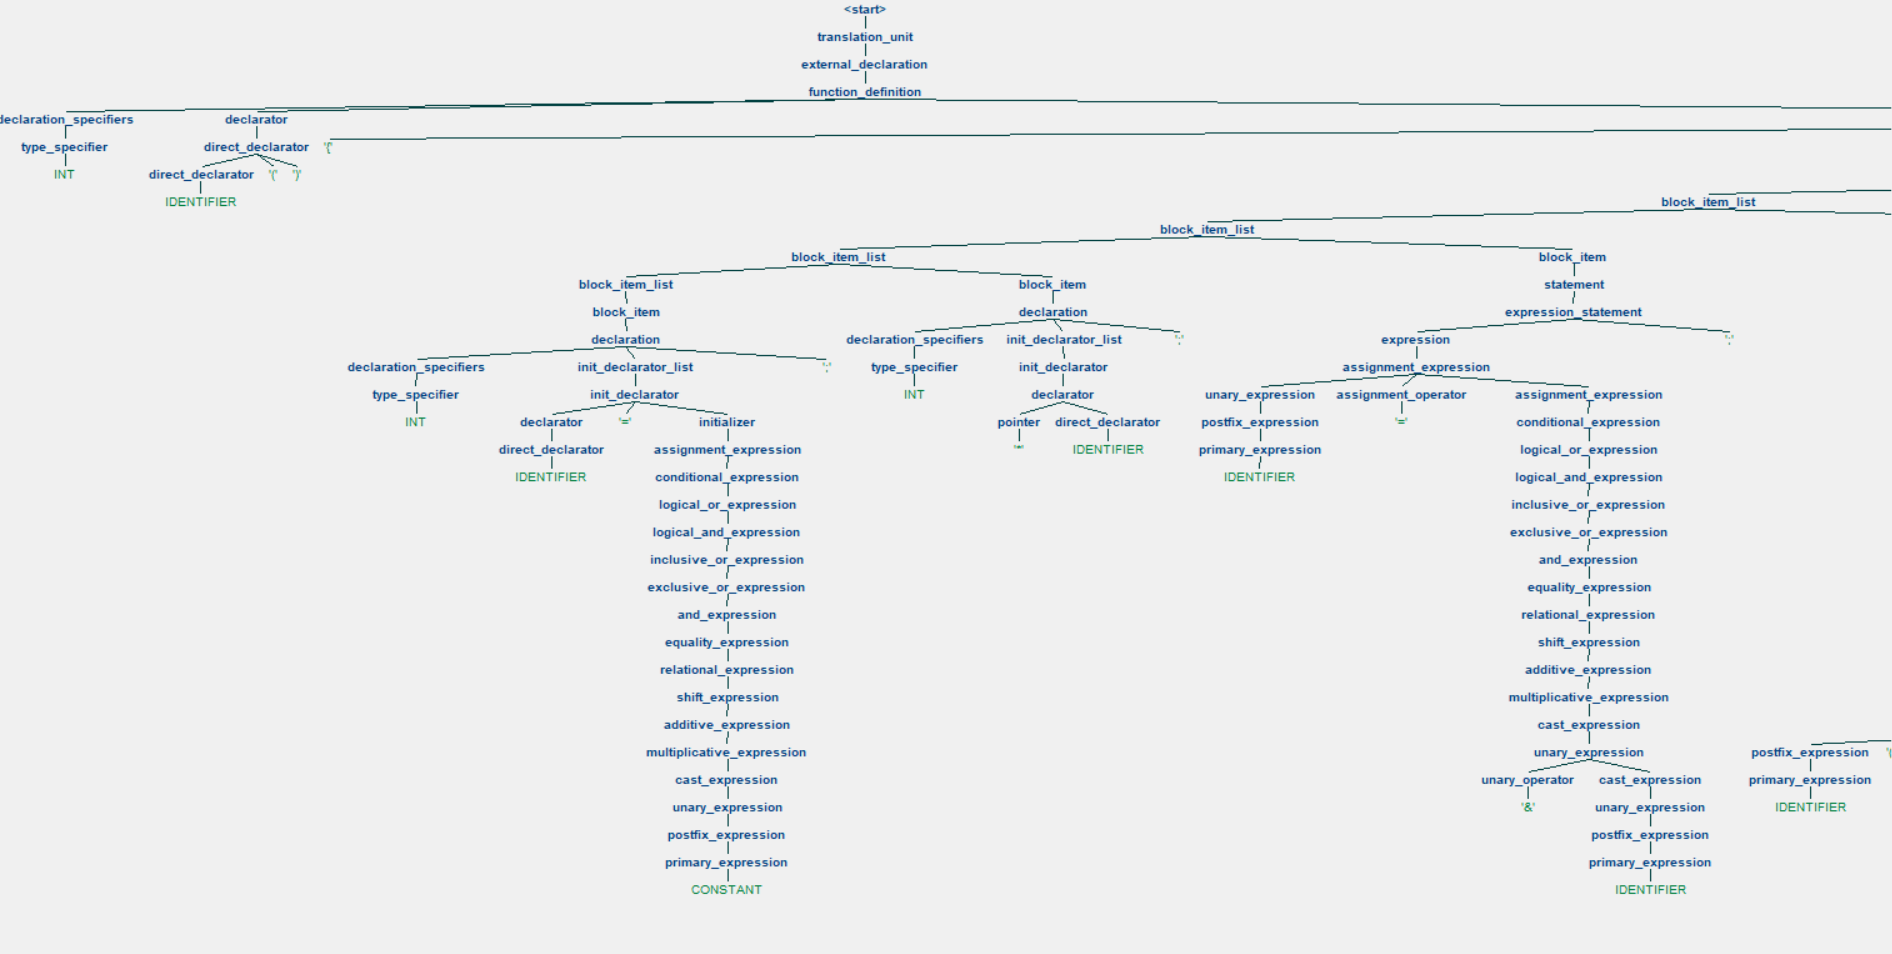 <start>
translation_unit
external_declaration
function_definition
declaration_specifiers declarator
type_specifier direct_declarator '{'
INT direct_declarator '(' ')'
IDENTIFIER block_item_list
block_item_list
block_item_list block_item
block_item_list block_item statement
block_item declaration expression_statement
declaration declaration_specifiers init_declarator_list ';' expression ';'
declaration_specifiers init_declarator_list ';' type_specifier init_declarator assignment_expression
type_specifier init_declarator INT declarator unary_expression assignment_operator assignment_expression
INT declarator '=' initializer pointer direct_declarator postfix_expression '=' conditional_expression
direct_declarator assignment_expression '*' IDENTIFIER primary_expression logical_or_expression
IDENTIFIER conditional_expression IDENTIFIER logical_and_expression
logical_or_expression inclusive_or_expression
logical_and_expression exclusive_or_expression
inclusive_or_expression and_expression
exclusive_or_expression equality_expression
and_expression relational_expression
equality_expression shift_expression
relational_expression additive_expression
shift_expression multiplicative_expression
additive_expression cast_expression
multiplicative_expression unary_expression postfix_expression '(
cast_expression unary_operator cast_expression primary_expression
unary_expression '&' unary_expression IDENTIFIER
postfix_expression postfix_expression
primary_expression primary_expression
CONSTANT IDENTIFIER